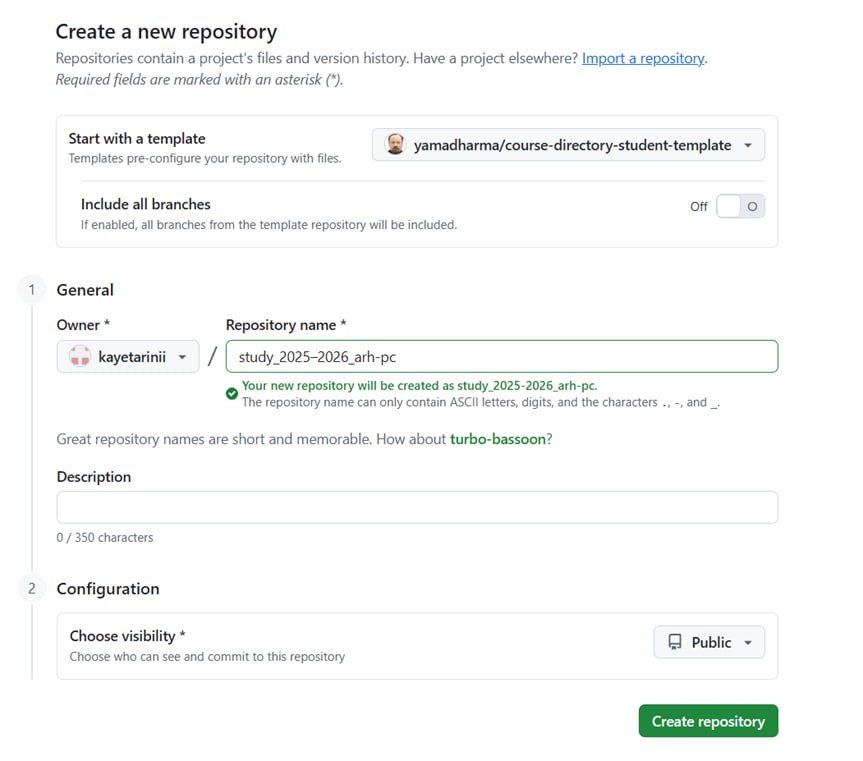 Create a new repository
Repositories contain a project's files and version history. Have a project elsewhere? Import a repository.
Required fields are marked with an asterisk (*).
Start with a template
Templates pre-configure your repository with files.
yamadharma/course-directory-student-template
Include all branches
If enabled, all branches from the template repository will be included.
Off
1
General
Owner *
Repository name *
kayetarinii
/
study_2025–2026_arh-pc
Your new repository will be created as study_2025-2026_arh-pc.
The repository name can only contain ASCII letters, digits, and the characters ., -, and _.
Great repository names are short and memorable. How about turbo-bassoon?
Description
0 / 350 characters
2
Configuration
Choose visibility *
Choose who can see and commit to this repository
Public
Create repository